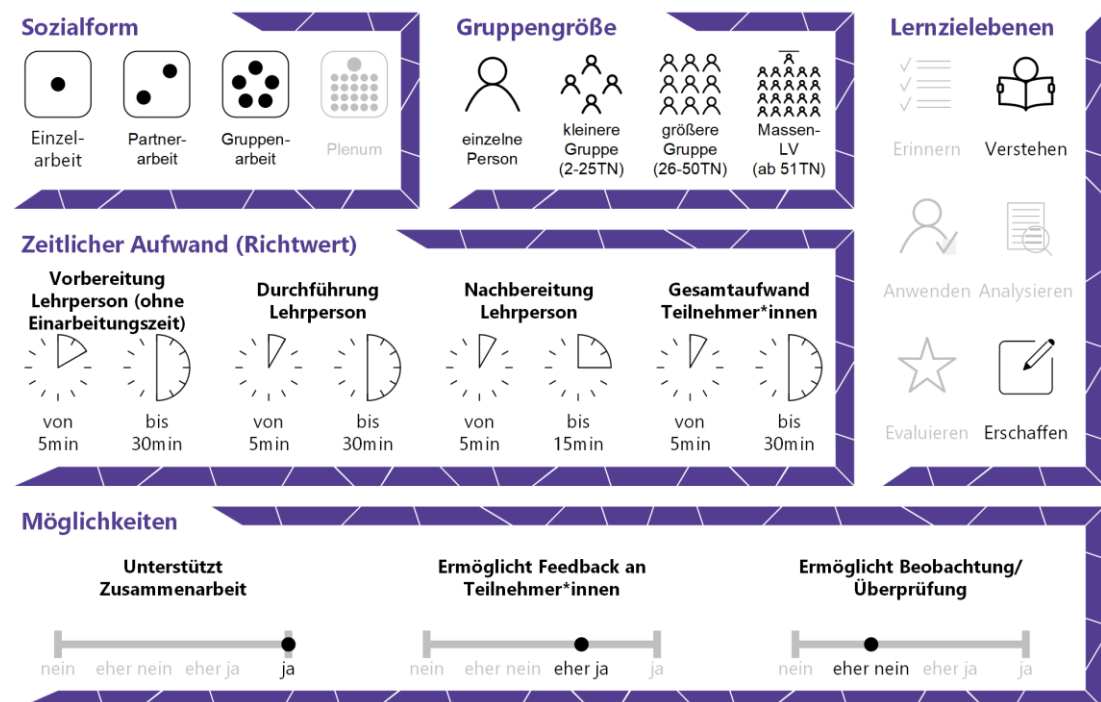 Sozialform
Einzel-
arbeit
Partner-
arbeit
Gruppen-
arbeit
Plenum
Gruppengröße
einzelne
Person
kleinere
Gruppe
(2-25TN)
größere
Gruppe
(26-50TN)
Massen-
LV
(ab 51TN)
Lernzielebenen
Erinnern
Verstehen
Anwenden
Analysieren
Evaluieren
Erschaffen
Zeitlicher Aufwand (Richtwert)
Vorbereitung
Lehrperson (ohne
Einarbeitungszeit)
von
5min
bis
30min
Durchführung
Lehrperson
von
5min
bis
30min
Nachbereitung
Lehrperson
von
5min
bis
15min
Gesamtaufwand
Teilnehmer*innen
von
5min
bis
30min
Möglichkeiten
Unterstützt
Zusammenarbeit
nein eher nein eher ja ja
Ermöglicht Feedback an
Teilnehmer*innen
nein eher nein eher ja ja
Ermöglicht Beobachtung/
Überprüfung
nein eher nein eher ja ja